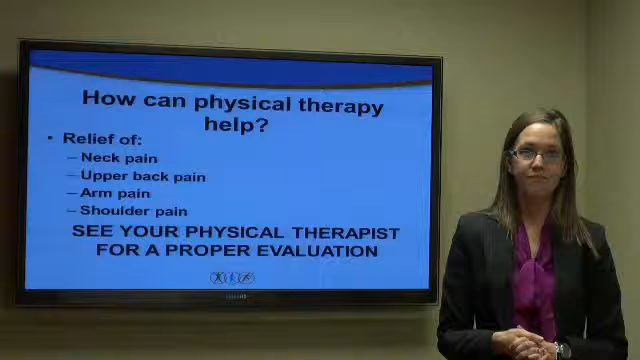 How can physical therapy
help?
• Relief of:
– Neck pain
– Upper back pain
– Arm pain
– Shoulder pain
SEE YOUR PHYSICAL THERAPIST
FOR A PROPER EVALUATION